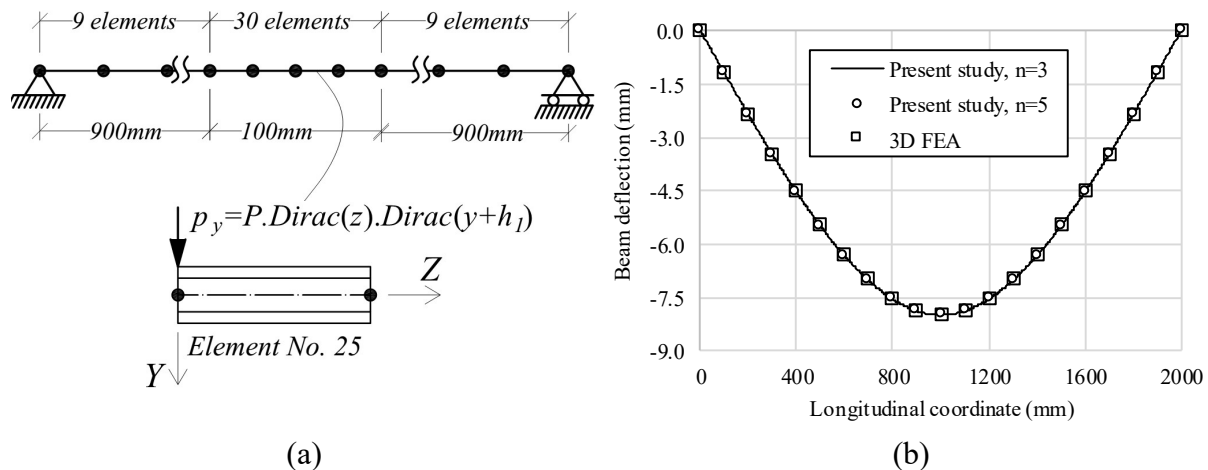 9 elements 30 elements 9 elements
900mm 100mm 900mm
p_y=P.Dirac(z).Dirac(y+h_1)
Z
Element No. 25
Y
(a)
0.0
-1.5
-3.0
-4.5
-6.0
-7.5
-9.0
Beam deflection (mm)
Present study, n=3
Present study, n=5
3D FEA
0 400 800 1200 1600 2000
Longitudinal coordinate (mm)
(b)